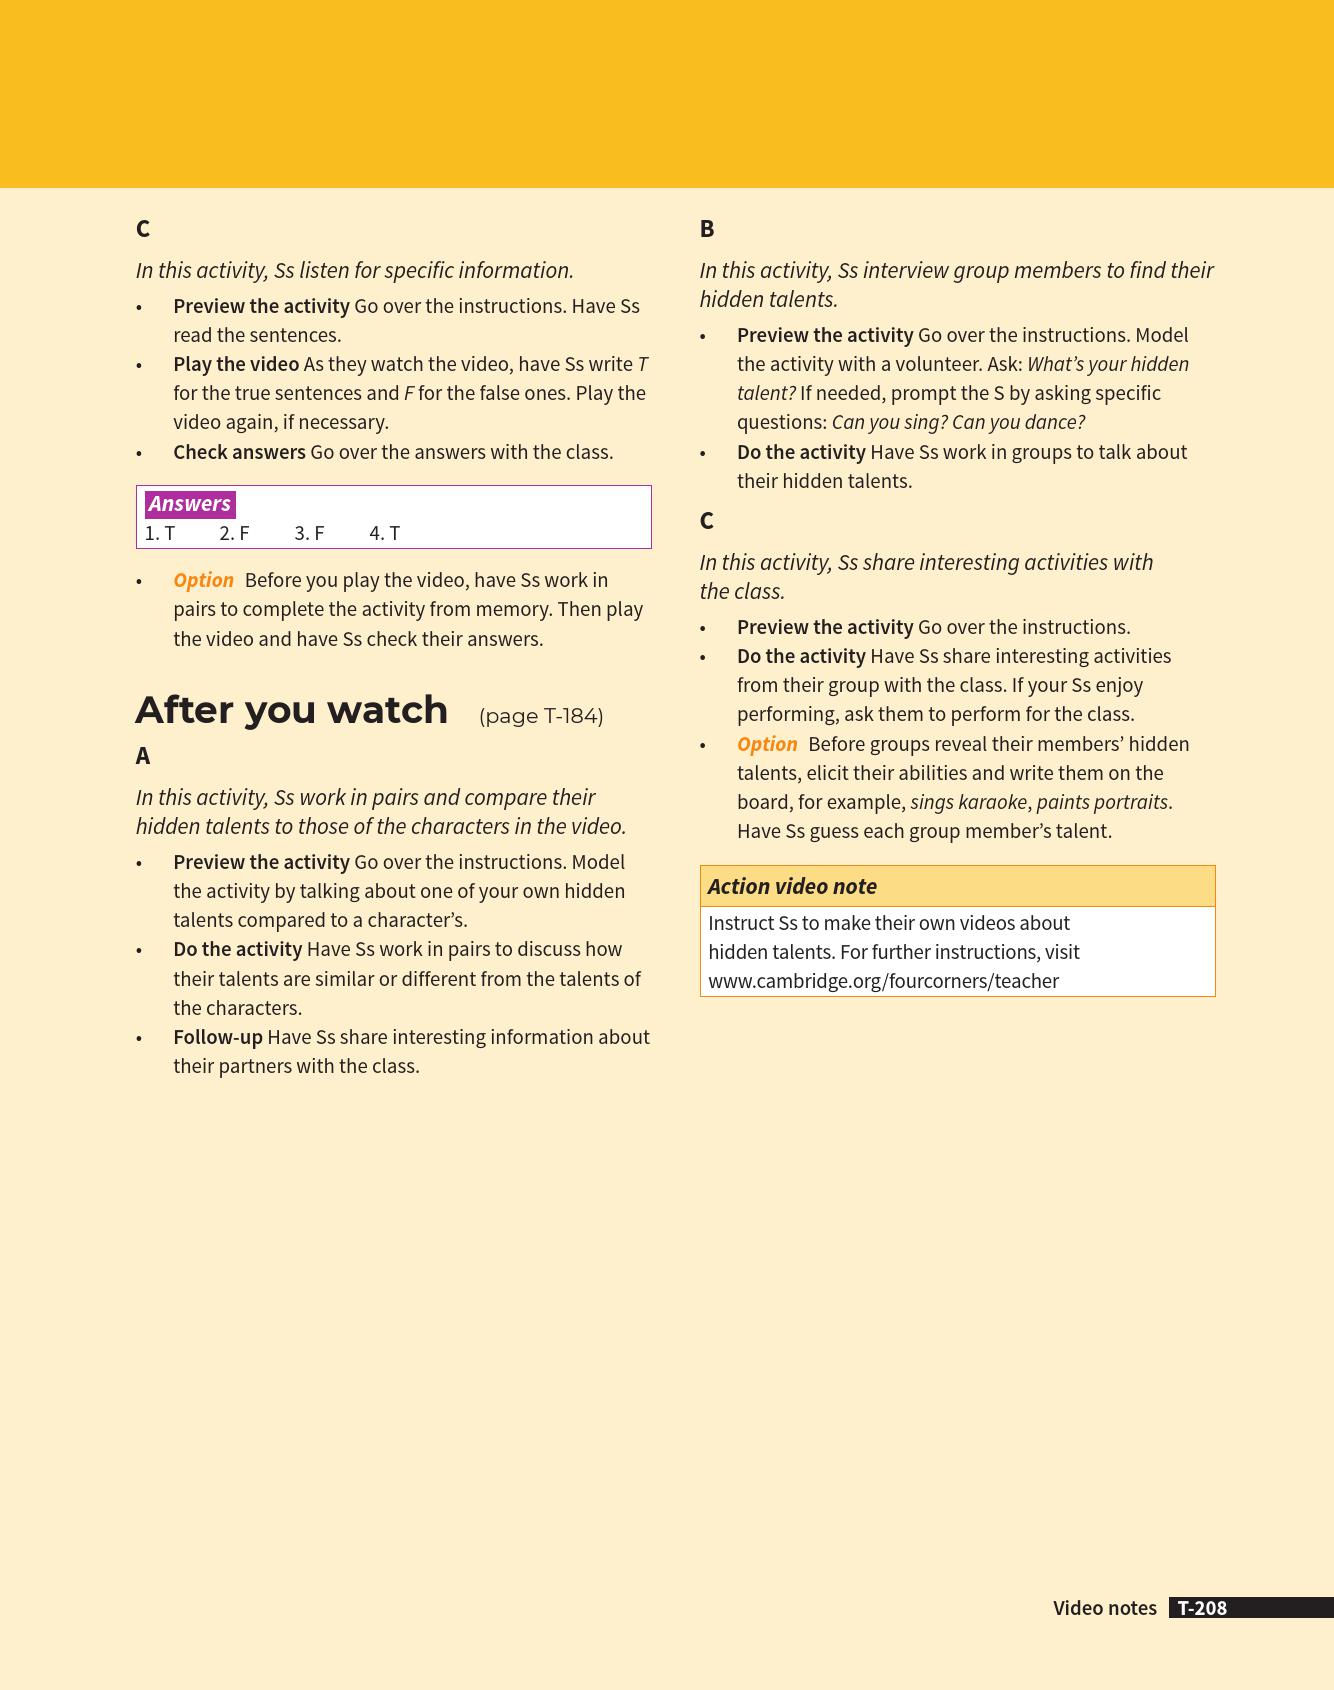 C
In this activity, Ss listen for specific information.
• Preview the activity Go over the instructions. Have Ss
read the sentences.
• Play the video As they watch the video, have Ss write T
for the true sentences and F for the false ones. Play the
video again, if necessary.
• Check answers Go over the answers with the class.
Answers
1. T 2. F 3. F 4. T
• Option Before you play the video, have Ss work in
pairs to complete the activity from memory. Then play
the video and have Ss check their answers.
After you watch (page T-184)
A
In this activity, Ss work in pairs and compare their
hidden talents to those of the characters in the video.
• Preview the activity Go over the instructions. Model
the activity by talking about one of your own hidden
talents compared to a character’s.
• Do the activity Have Ss work in pairs to discuss how
their talents are similar or different from the talents of
the characters.
• Follow-up Have Ss share interesting information about
their partners with the class.
B
In this activity, Ss interview group members to find their
hidden talents.
• Preview the activity Go over the instructions. Model
the activity with a volunteer. Ask: What’s your hidden
talent? If needed, prompt the S by asking specific
questions: Can you sing? Can you dance?
• Do the activity Have Ss work in groups to talk about
their hidden talents.
C
In this activity, Ss share interesting activities with
the class.
• Preview the activity Go over the instructions.
• Do the activity Have Ss share interesting activities
from their group with the class. If your Ss enjoy
performing, ask them to perform for the class.
• Option Before groups reveal their members’ hidden
talents, elicit their abilities and write them on the
board, for example, sings karaoke, paints portraits.
Have Ss guess each group member’s talent.
Action video note
Instruct Ss to make their own videos about
hidden talents. For further instructions, visit
www.cambridge.org/fourcorners/teacher
Video notes T-208